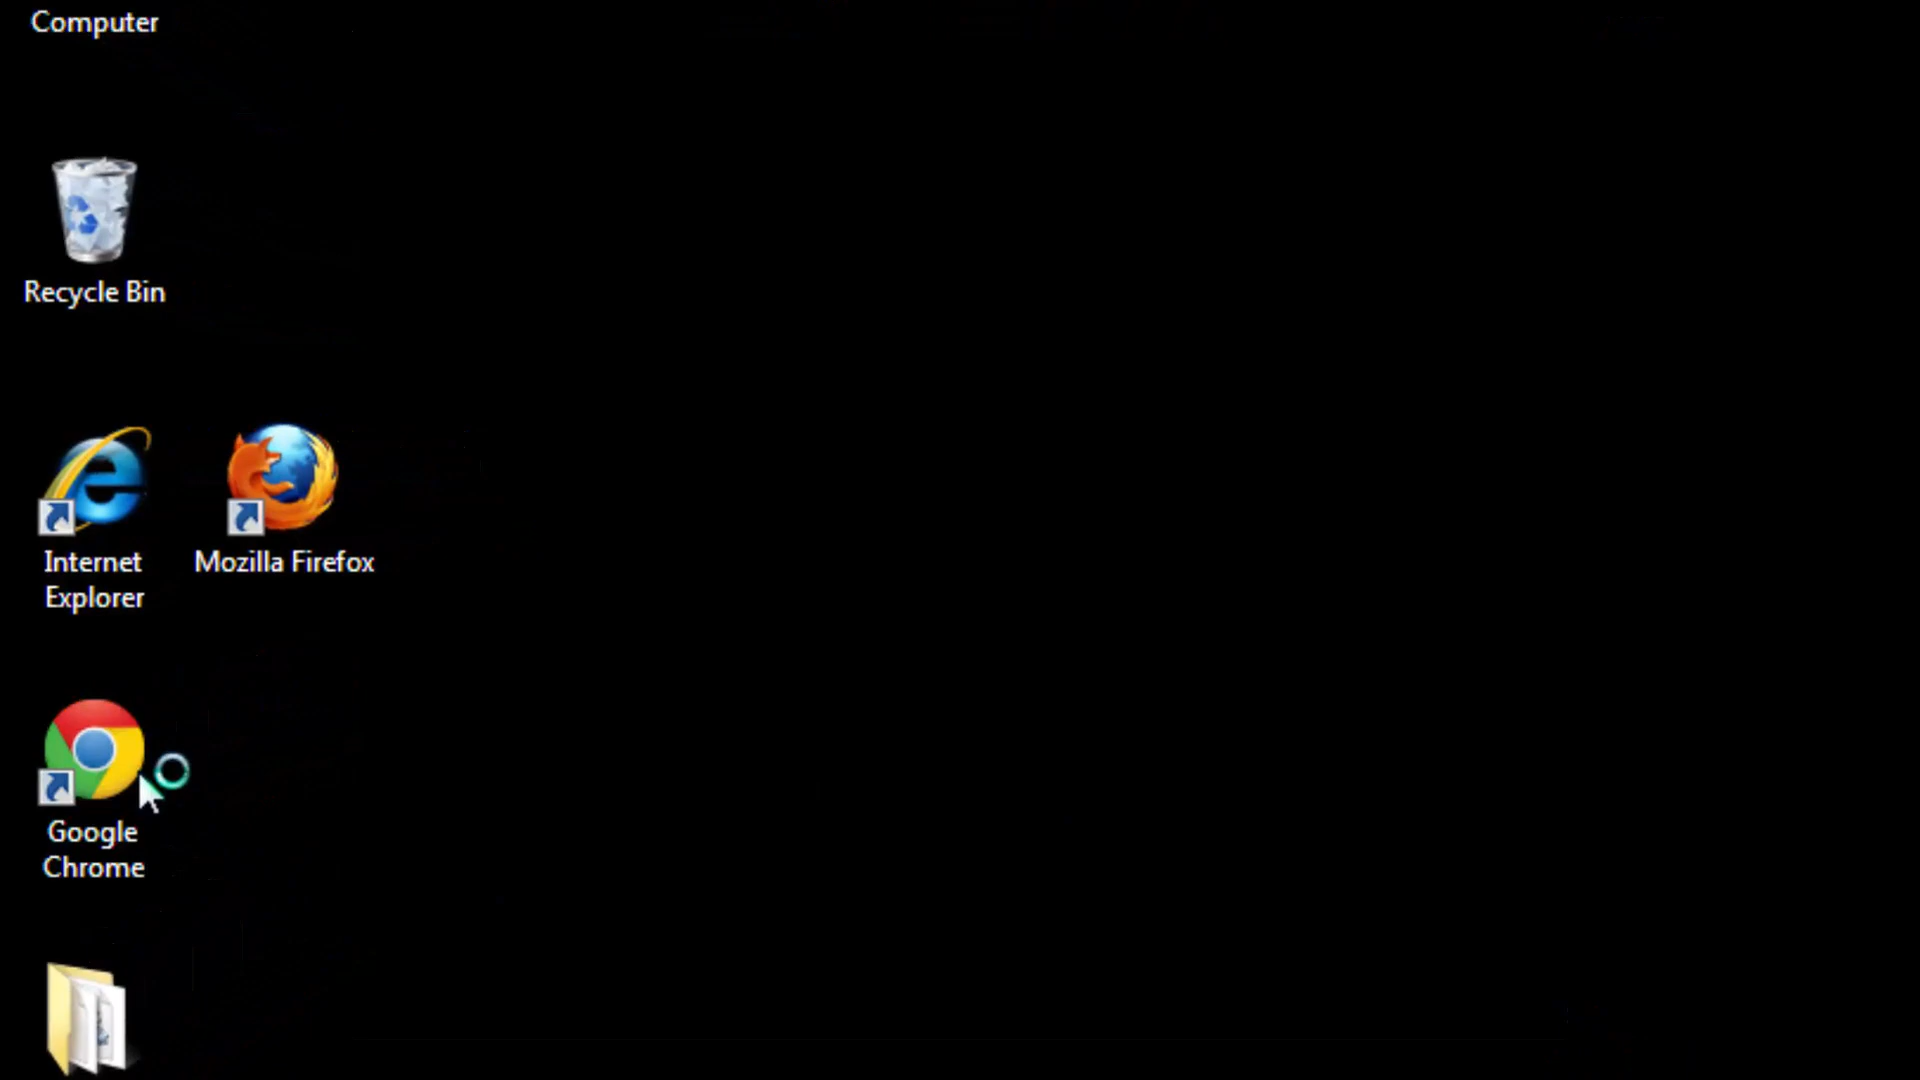 Computer
Recycle Bin
Internet
Explorer
Mozilla Firefox
Google
Chrome